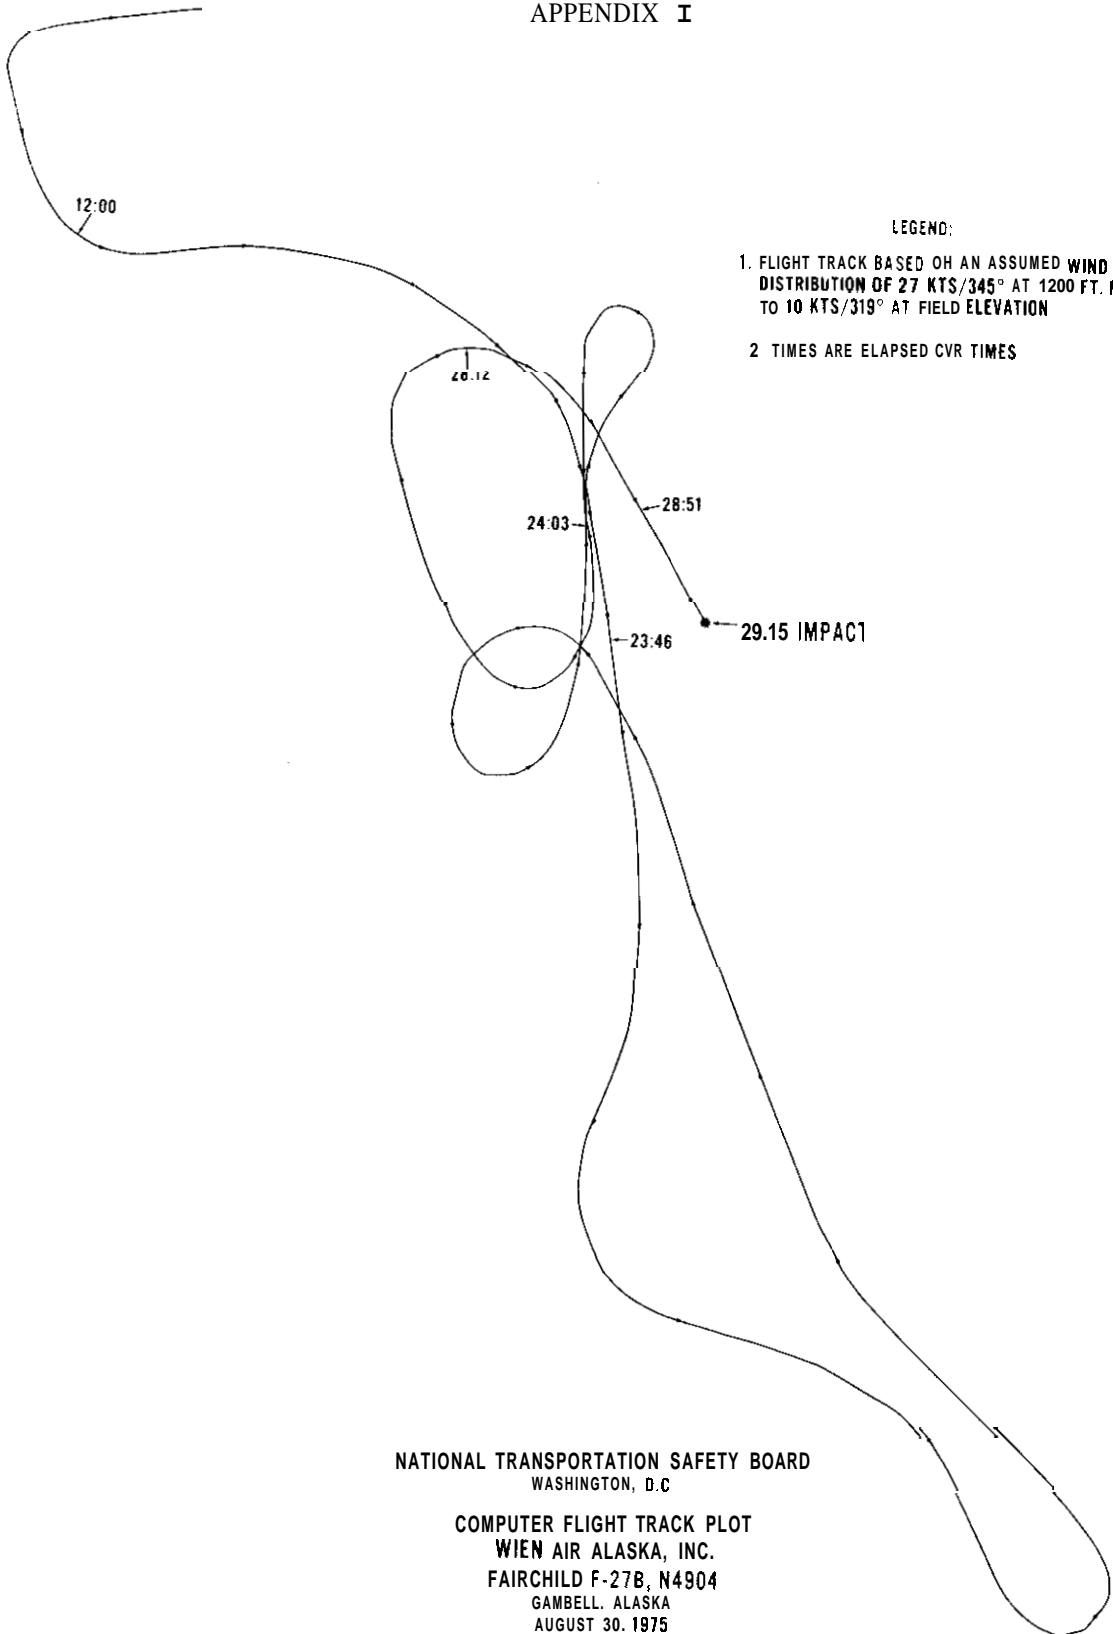 APPENDIX I
12:00
LEGEND:
1. FLIGHT TRACK BASED OH AN ASSUMED WIND
DISTRIBUTION OF 27 KTS/345° AT 1200 FT.
TO 10 KTS/319° AT FIELD ELEVATION
2 TIMES ARE ELAPSED CVR TIMES
28:51
24:03
29.15 IMPACT
23:46
NATIONAL TRANSPORTATION SAFETY BOARD
WASHINGTON, D.C
COMPUTER FLIGHT TRACK PLOT
WIEN AIR ALASKA, INC.
FAIRCHILD F-27B, N4904
GAMBELL. ALASKA
AUGUST 30. 1975